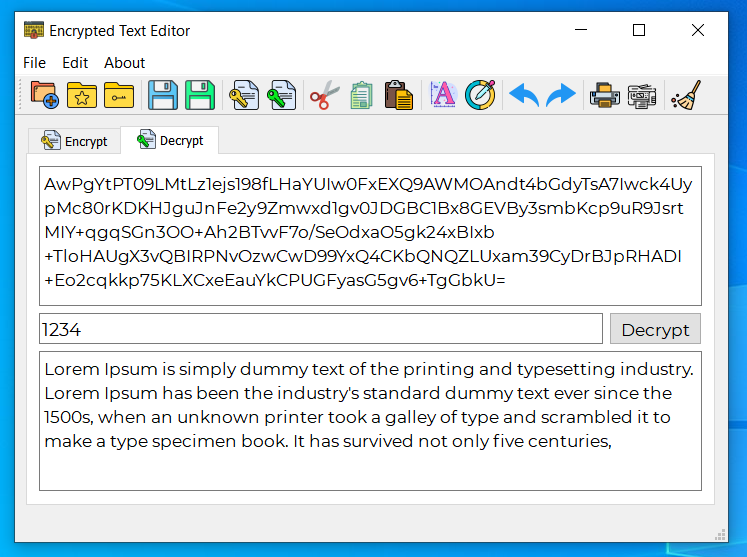 Encrypted Text Editor
File Edit About
Encrypt Decrypt
AwPgYtPT09LMtLz1ejs198fLHaYUIw0FxEXQ9AWMOAndt4bGdyTsA7Iwck4Uy
pMc80rKDKHJguJnFe2y9Zmwxd1gv0JDGBC1Bx8GEVBy3smbKcp9uR9Jsrt
MIY+qgqSGn3OO+Ah2BTvvF7o/SeOdxaO5gk24xBIxb
+TloHAUgX3vQBIRPNvOzwCwD99YxQ4CKbQNQZLUxam39CyDrBJpRHADI
+Eo2cqkkp75KLXCxeEauYkCPUGFyasG5gv6+TgGbkU=
1234 Decrypt
Lorem Ipsum is simply dummy text of the printing and typesetting industry.
Lorem Ipsum has been the industry's standard dummy text ever since the
1500s, when an unknown printer took a galley of type and scrambled it to
make a type specimen book. It has survived not only five centuries,